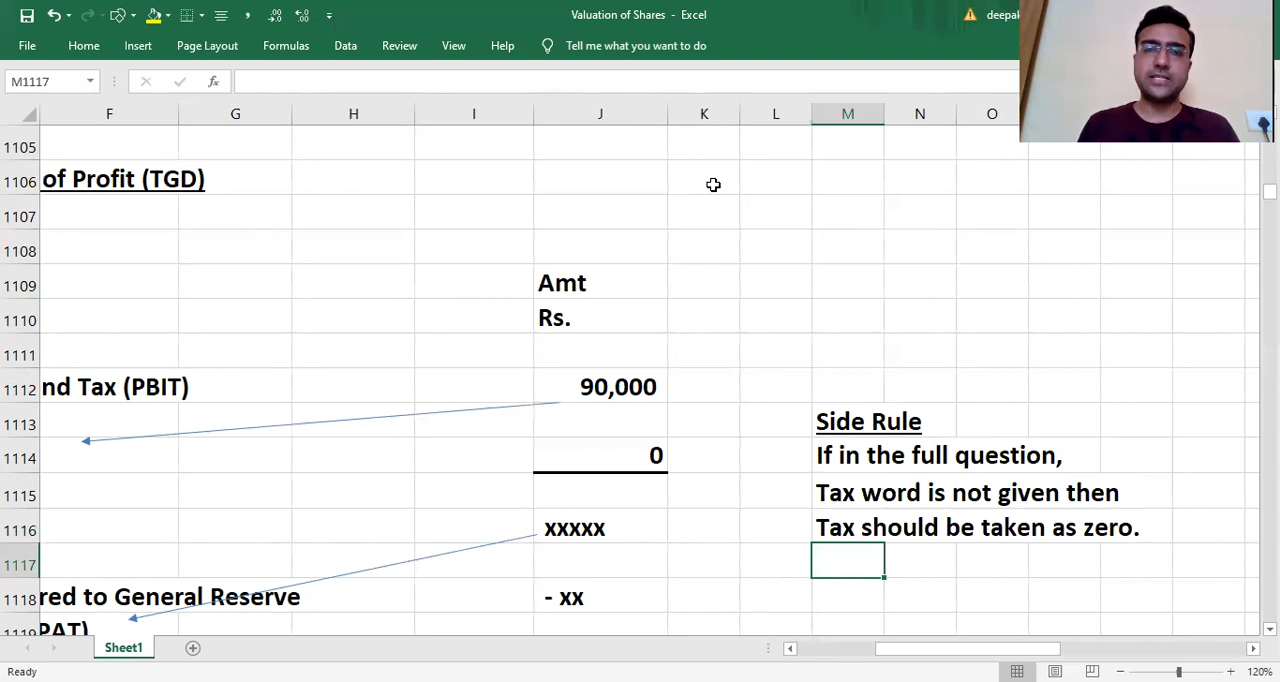 Valuation of Shares - Excel
deepak
File Home Insert Page Layout Formulas Data Review View Help Tell me what you want to do
M1117 fx
F G H I J K L M N O
1105
1106 of Profit (TGD)
1107
1108
1109 Amt
1110 Rs.
1111
1112 nd Tax (PBIT) 90,000
1113 Side Rule
1114 0 If in the full question,
1115 Tax word is not given then
1116 xxxxx Tax should be taken as zero.
1117
1118 red to General Reserve - xx
1119 PAT)
Sheet1
Ready 120%